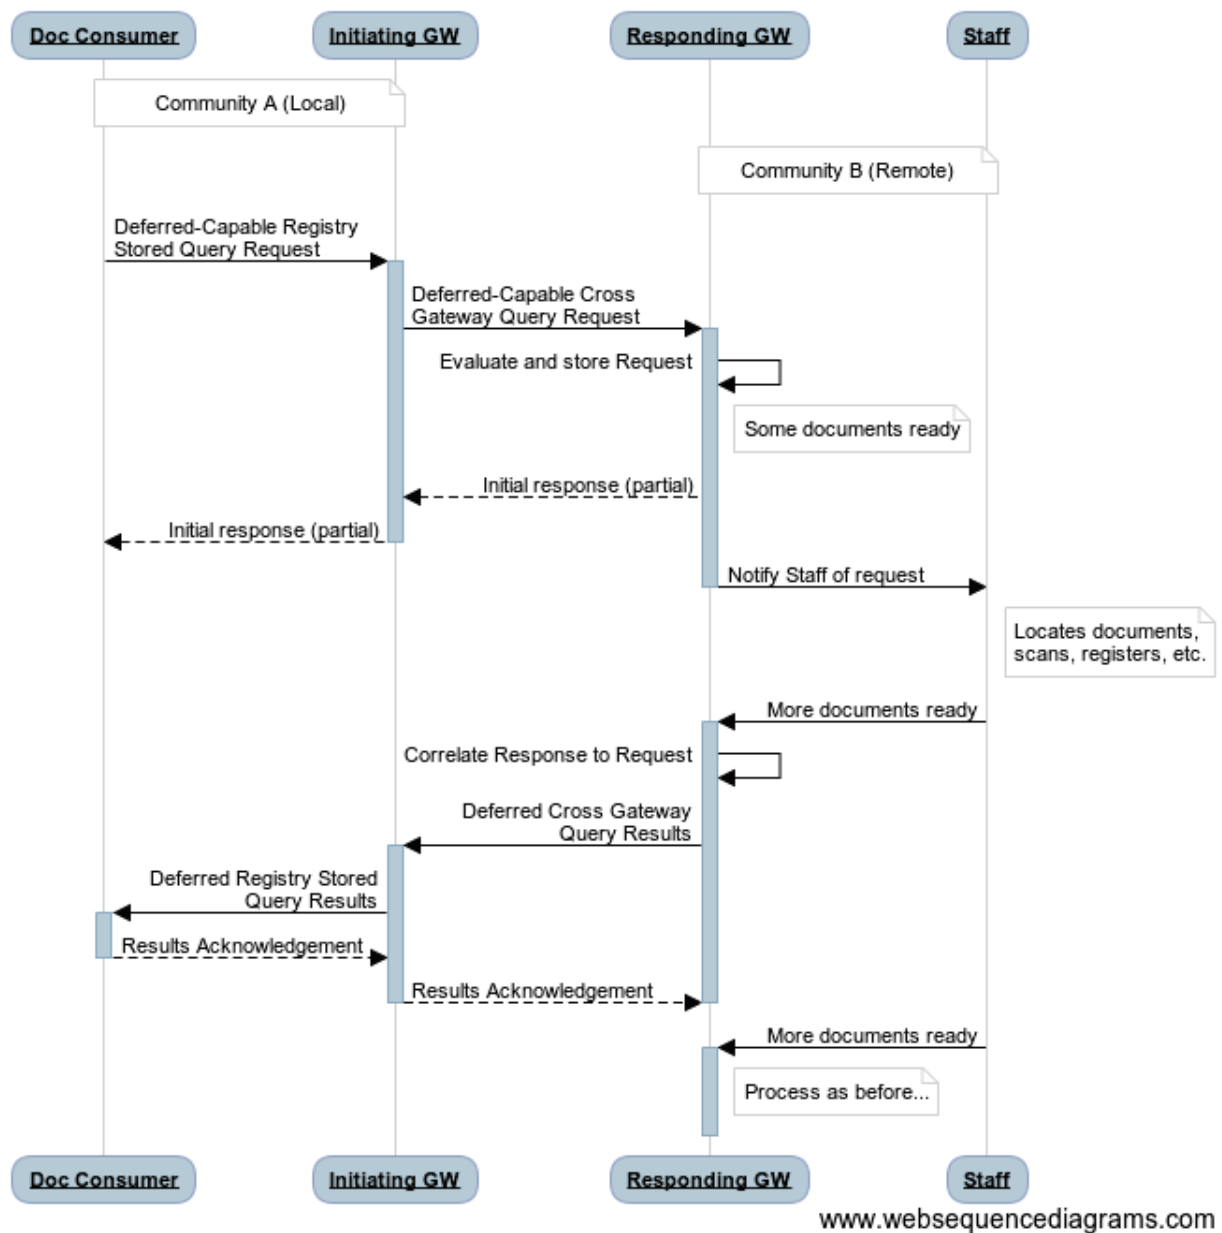 Doc Consumer Initiating GW Responding GW Staff
Community A (Local)
Community B (Remote)
Deferred-Capable Registry
Stored Query Request
Deferred-Capable Cross
Gateway Query Request
Evaluate and store Request
Some documents ready
Initial response (partial)
Initial response (partial)
Notify Staff of request
Locates documents,
scans, registers, etc.
More documents ready
Correlate Response to Request
Deferred Cross Gateway
Query Results
Deferred Registry Stored
Query Results
Results Acknowledgement
Results Acknowledgement
More documents ready
Process as before...
Doc Consumer Initiating GW Responding GW Staff
www.websequencediagrams.com